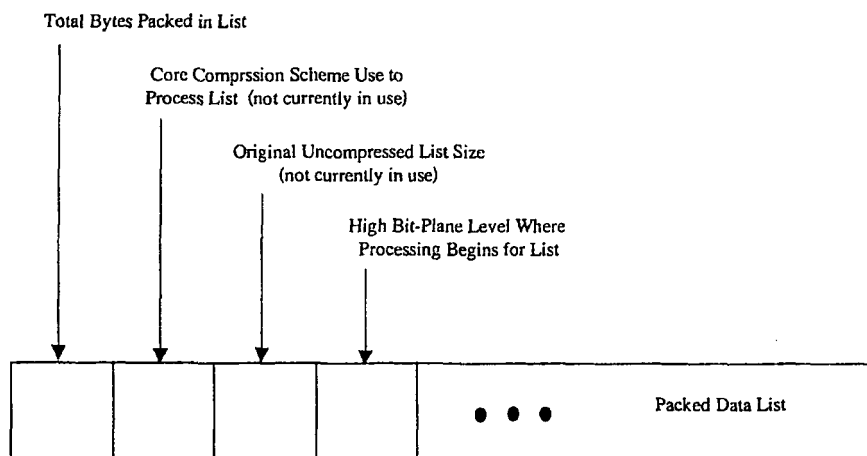 Total Bytes Packed in List
Core Comprssion Scheme Use to
Process List (not currently in use)
Original Uncompressed List Size
(not currently in use)
High Bit-Plane Level Where
Processing Begins for List
Packed Data List